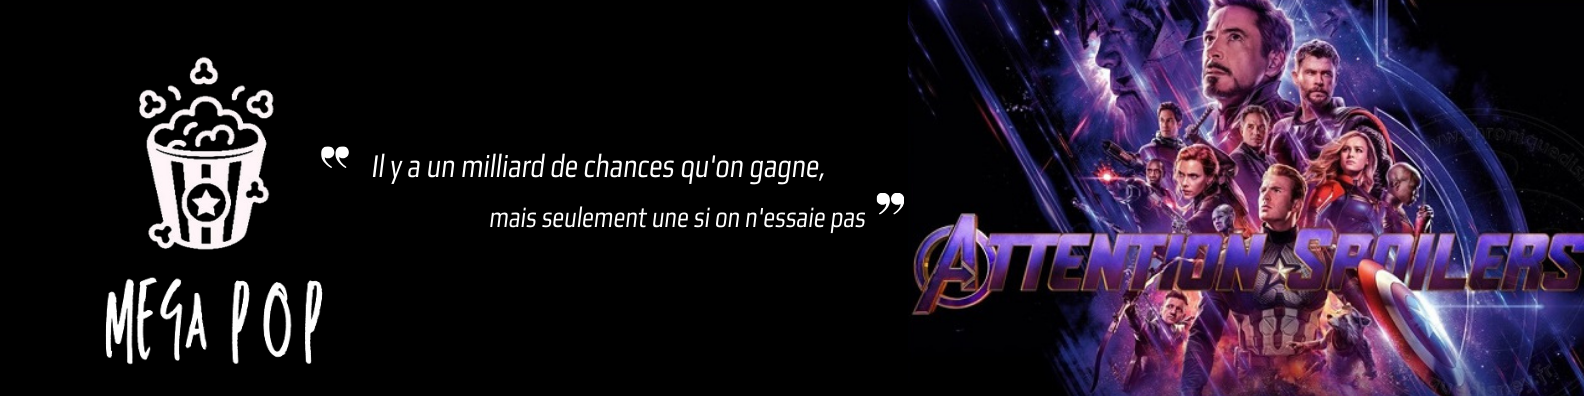 ❝ Il y a un milliard de chances qu'on gagne,
mais seulement une si on n'essaie pas ❞
MEGA POP
ATTENTION SPOILERS